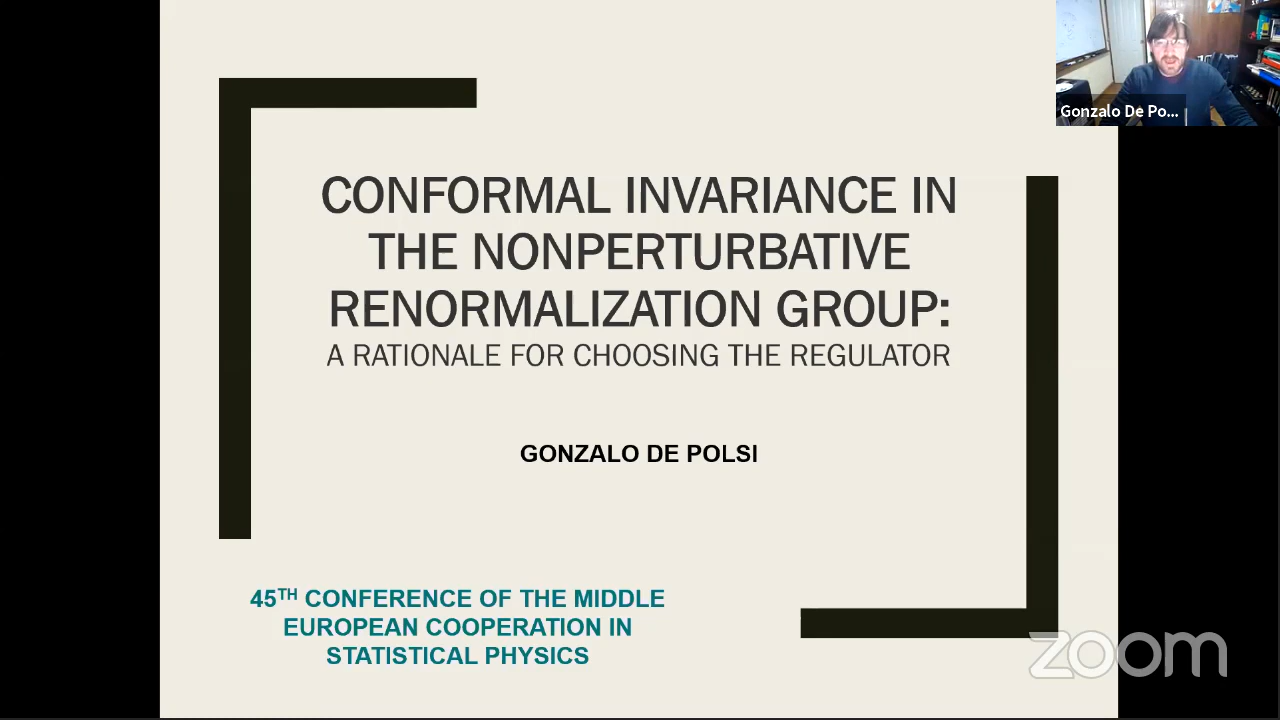 Gonzalo De Po...
CONFORMAL INVARIANCE IN
THE NONPERTURBATIVE
RENORMALIZATION GROUP:
A RATIONALE FOR CHOOSING THE REGULATOR
GONZALO DE POLSI
45TH CONFERENCE OF THE MIDDLE
EUROPEAN COOPERATION IN
STATISTICAL PHYSICS
zoom